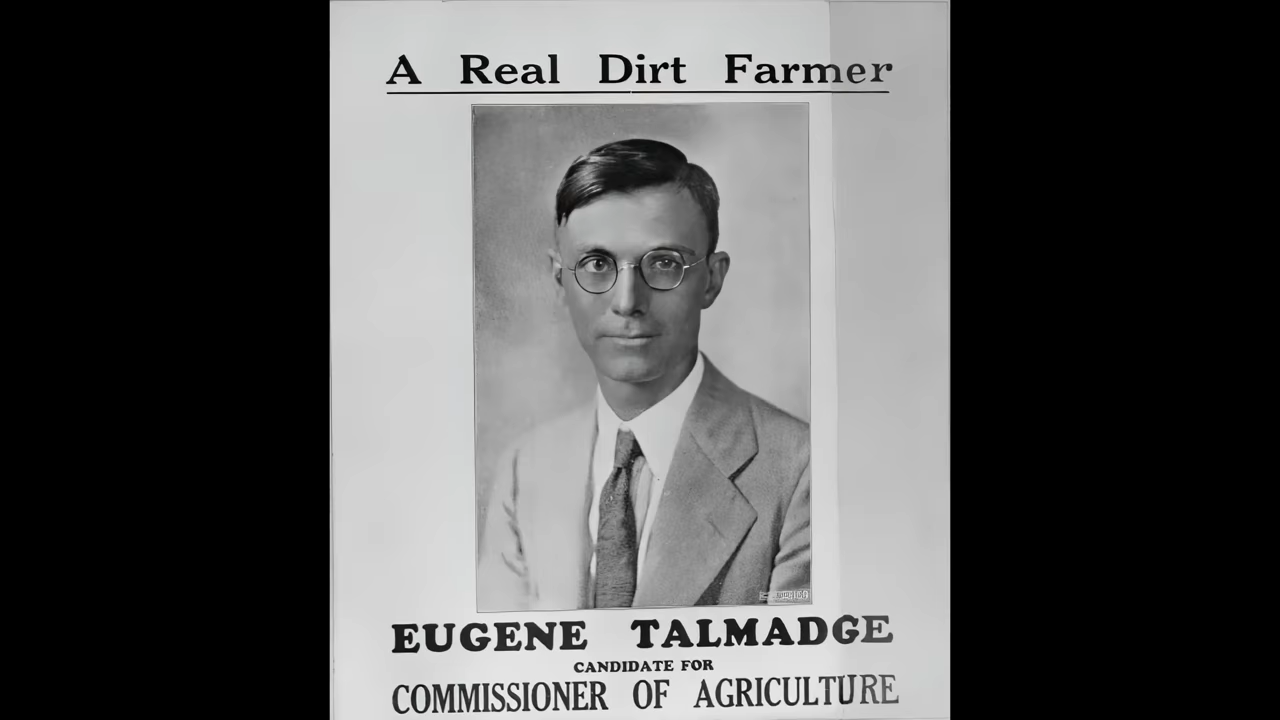 A Real Dirt Farmer
EUGENE TALMADGE
CANDIDATE FOR
COMMISSIONER OF AGRICULTURE